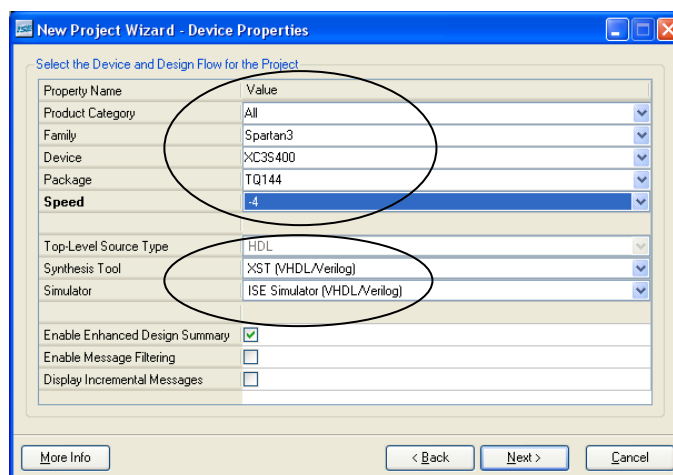 ISE New Project Wizard - Device Properties
Select the Device and Design Flow for the Project
Property Name Value
Product Category All
Family Spartan3
Device XC3S400
Package TQ144
Speed -4
Top-Level Source Type HDL
Synthesis Tool XST (VHDL/Verilog)
Simulator ISE Simulator (VHDL/Verilog)
Enable Enhanced Design Summary
Enable Message Filtering
Display Incremental Messages
More Info < Back Next > Cancel